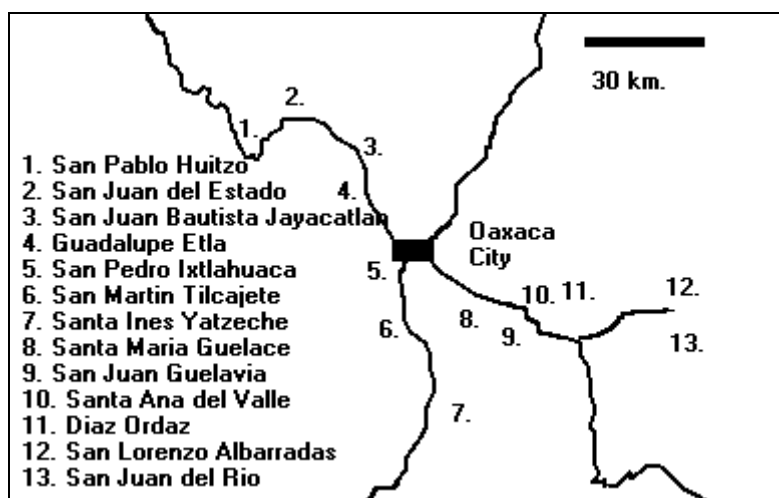 30 km.
2.
1.
3.
4.
1. San Pablo Huitzo
2. San Juan del Estado
3. San Juan Bautista Jayacatlan
4. Guadalupe Etla
5. San Pedro Ixtlahuaca
6. San Martin Tilcajete
7. Santa Ines Yatzeche
8. Santa Maria Guelace
9. San Juan Guelavia
10. Santa Ana del Valle
11. Diaz Ordaz
12. San Lorenzo Albarradas
13. San Juan del Rio
Oaxaca
City
5.
6.
7.
8.
9.
10.
11.
12.
13.